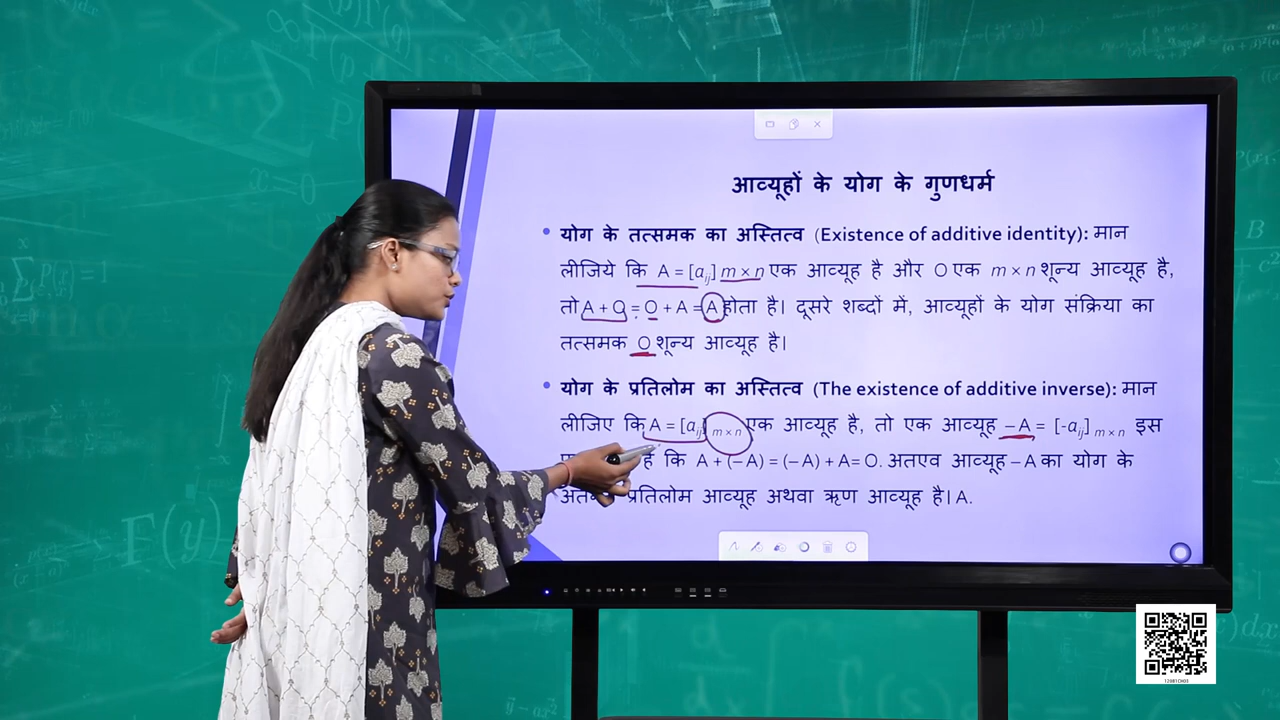 आव्यूहों के योग के गुणधर्म
• योग के तत्समक का अस्तित्व (Existence of additive identity): मान
लीजिये कि A = [aij] m × n एक आव्यूह है और O एक m × n शून्य आव्यूह है,
तो A + O = O + A = A होता है। दूसरे शब्दों में, आव्यूहों के योग संक्रिया का
तत्समक O शून्य आव्यूह है।
• योग के प्रतिलोम का अस्तित्व (The existence of additive inverse): मान
लीजिए कि A = [aij] m × n एक आव्यूह है, तो एक आव्यूह – A = [-aij] m × n इस
है कि A + (– A) = (– A) + A= O. अतएव आव्यूह – A का योग के
प्रतिलोम आव्यूह अथवा ऋण आव्यूह है। A.
F(y)
x→0
12081CH03